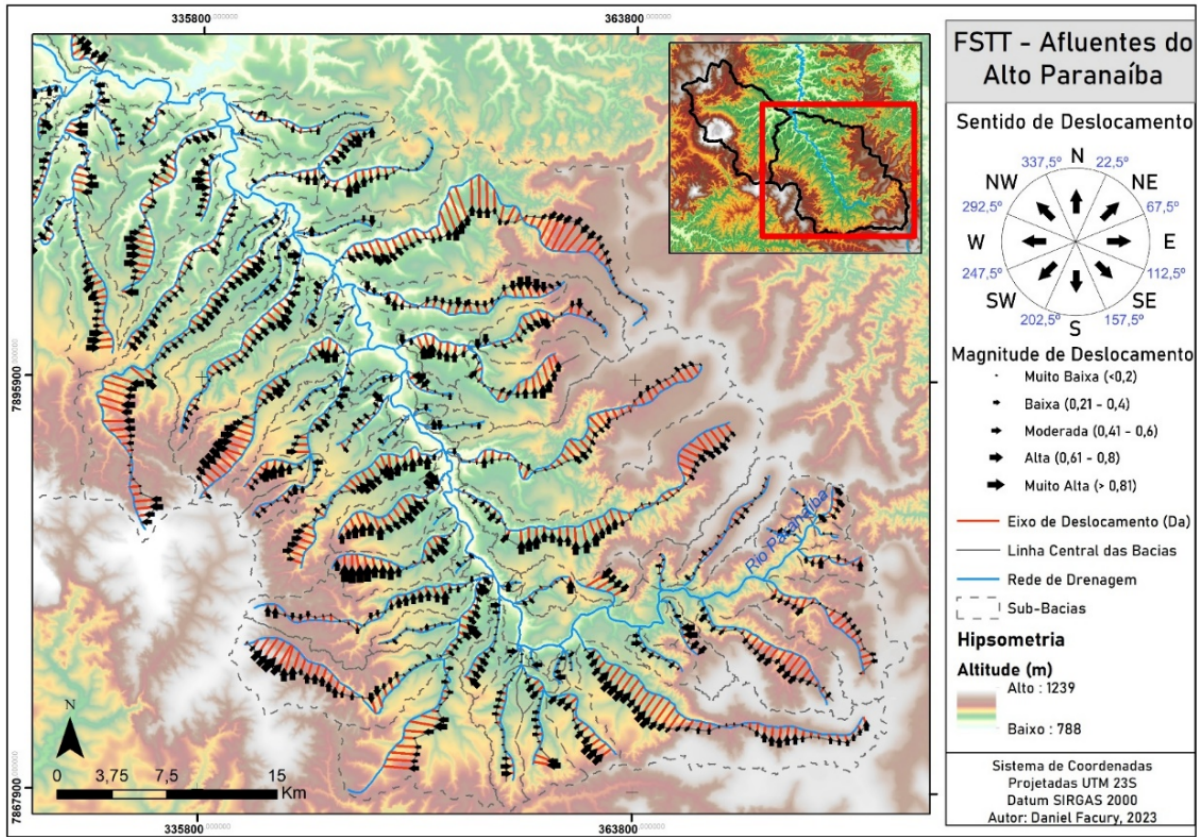 335800,000000
363800,000000
7895900,000000
7867900,000000
335800
363800
Rio Paranaíba
N
0 3,75 7,5 15
Km
FSTT - Afluentes do
Alto Paranaíba
Sentido de Deslocamento
N
337,5º 22,5º
NW NE
292,5º 67,5º
W E
247,5º 112,5º
SW SE
202,5º 157,5º
S
Magnitude de Deslocamento
Muito Baixa (<0,2)
Baixa (0,21 - 0,4)
Moderada (0,41 - 0,6)
Alta (0,61 - 0,8)
Muito Alta (> 0,81)
Eixo de Deslocamento (Da)
Linha Central das Bacias
Rede de Drenagem
Sub-Bacias
Hipsometria
Altitude (m)
Alto : 1239
Baixo : 788
Sistema de Coordenadas
Projetadas UTM 23S
Datum SIRGAS 2000
Autor: Daniel Facury, 2023